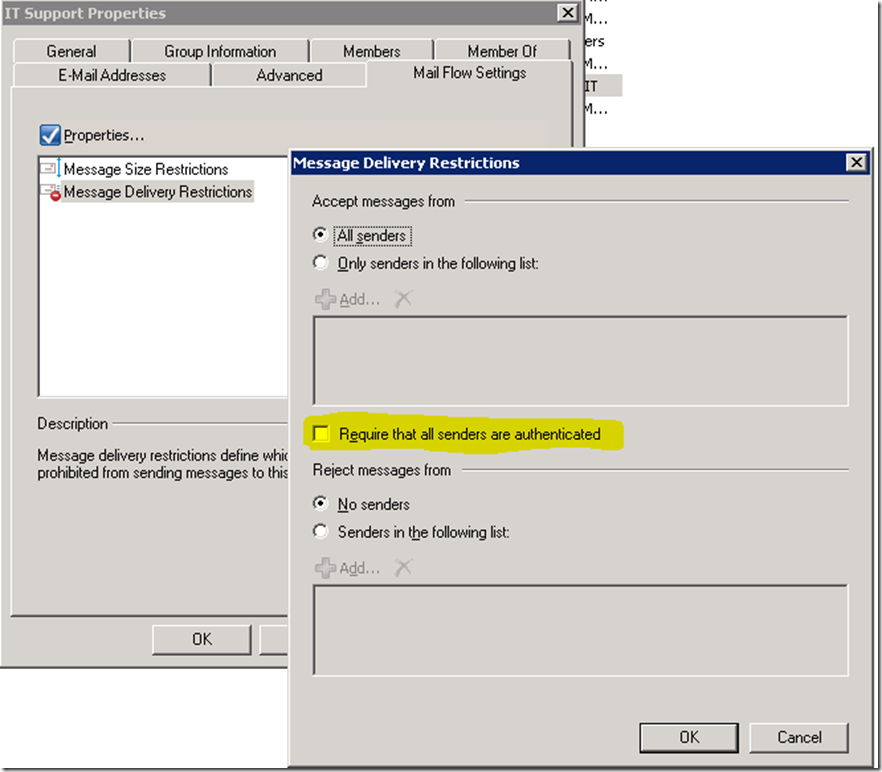 IT Support Properties
General
Group Information
Members
Member Of
E-Mail Addresses
Advanced
Mail Flow Settings
Properties...
Message Size Restrictions
Message Delivery Restrictions
Description
Message delivery restrictions define
prohibited from sending messages to this
OK
ers
M...
IT
M...
Message Delivery Restrictions
Accept messages from
All senders
Only senders in the following list:
Add...
Require that all senders are authenticated
Reject messages from
No senders
Senders in the following list:
Add...
OK
Cancel